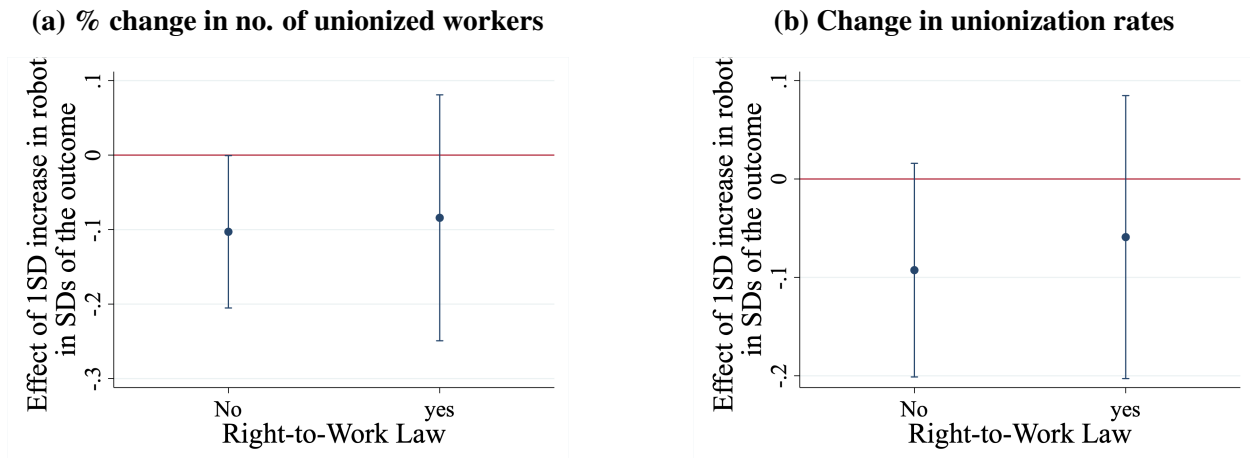 (a) % change in no. of unionized workers
Effect of 1SD increase in robot
in SDs of the outcome
.1
0
-.1
-.2
-.3
No
yes
Right-to-Work Law
(b) Change in unionization rates
Effect of 1SD increase in robot
in SDs of the outcome
.1
0
-.1
-.2
No
yes
Right-to-Work Law